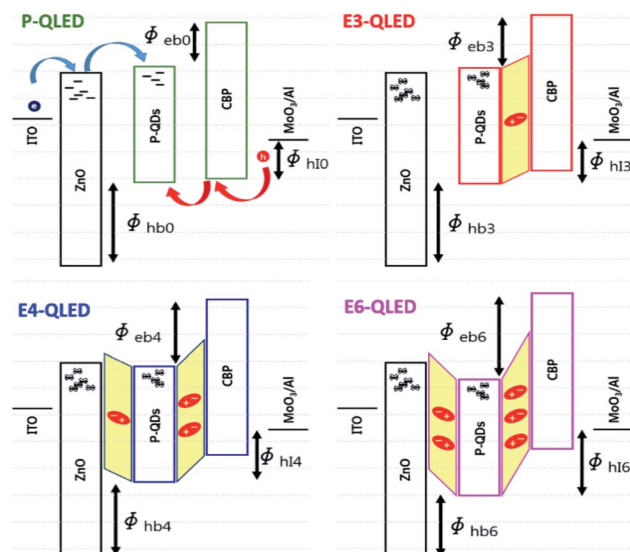 P-QLED
Φ eb0
e
ITO
ZnO
P-QDs
CBP
MoO3/Al
h
Φ hI0
Φ hb0
E3-QLED
Φ eb3
ITO
ZnO
P-QDs
CBP
MoO3/Al
Φ hI3
Φ hb3
E4-QLED
Φ eb4
ITO
ZnO
P-QDs
CBP
MoO3/Al
Φ hI4
Φ hb4
E6-QLED
Φ eb6
ITO
ZnO
P-QDs
CBP
MoO3/Al
Φ hI6
Φ hb6